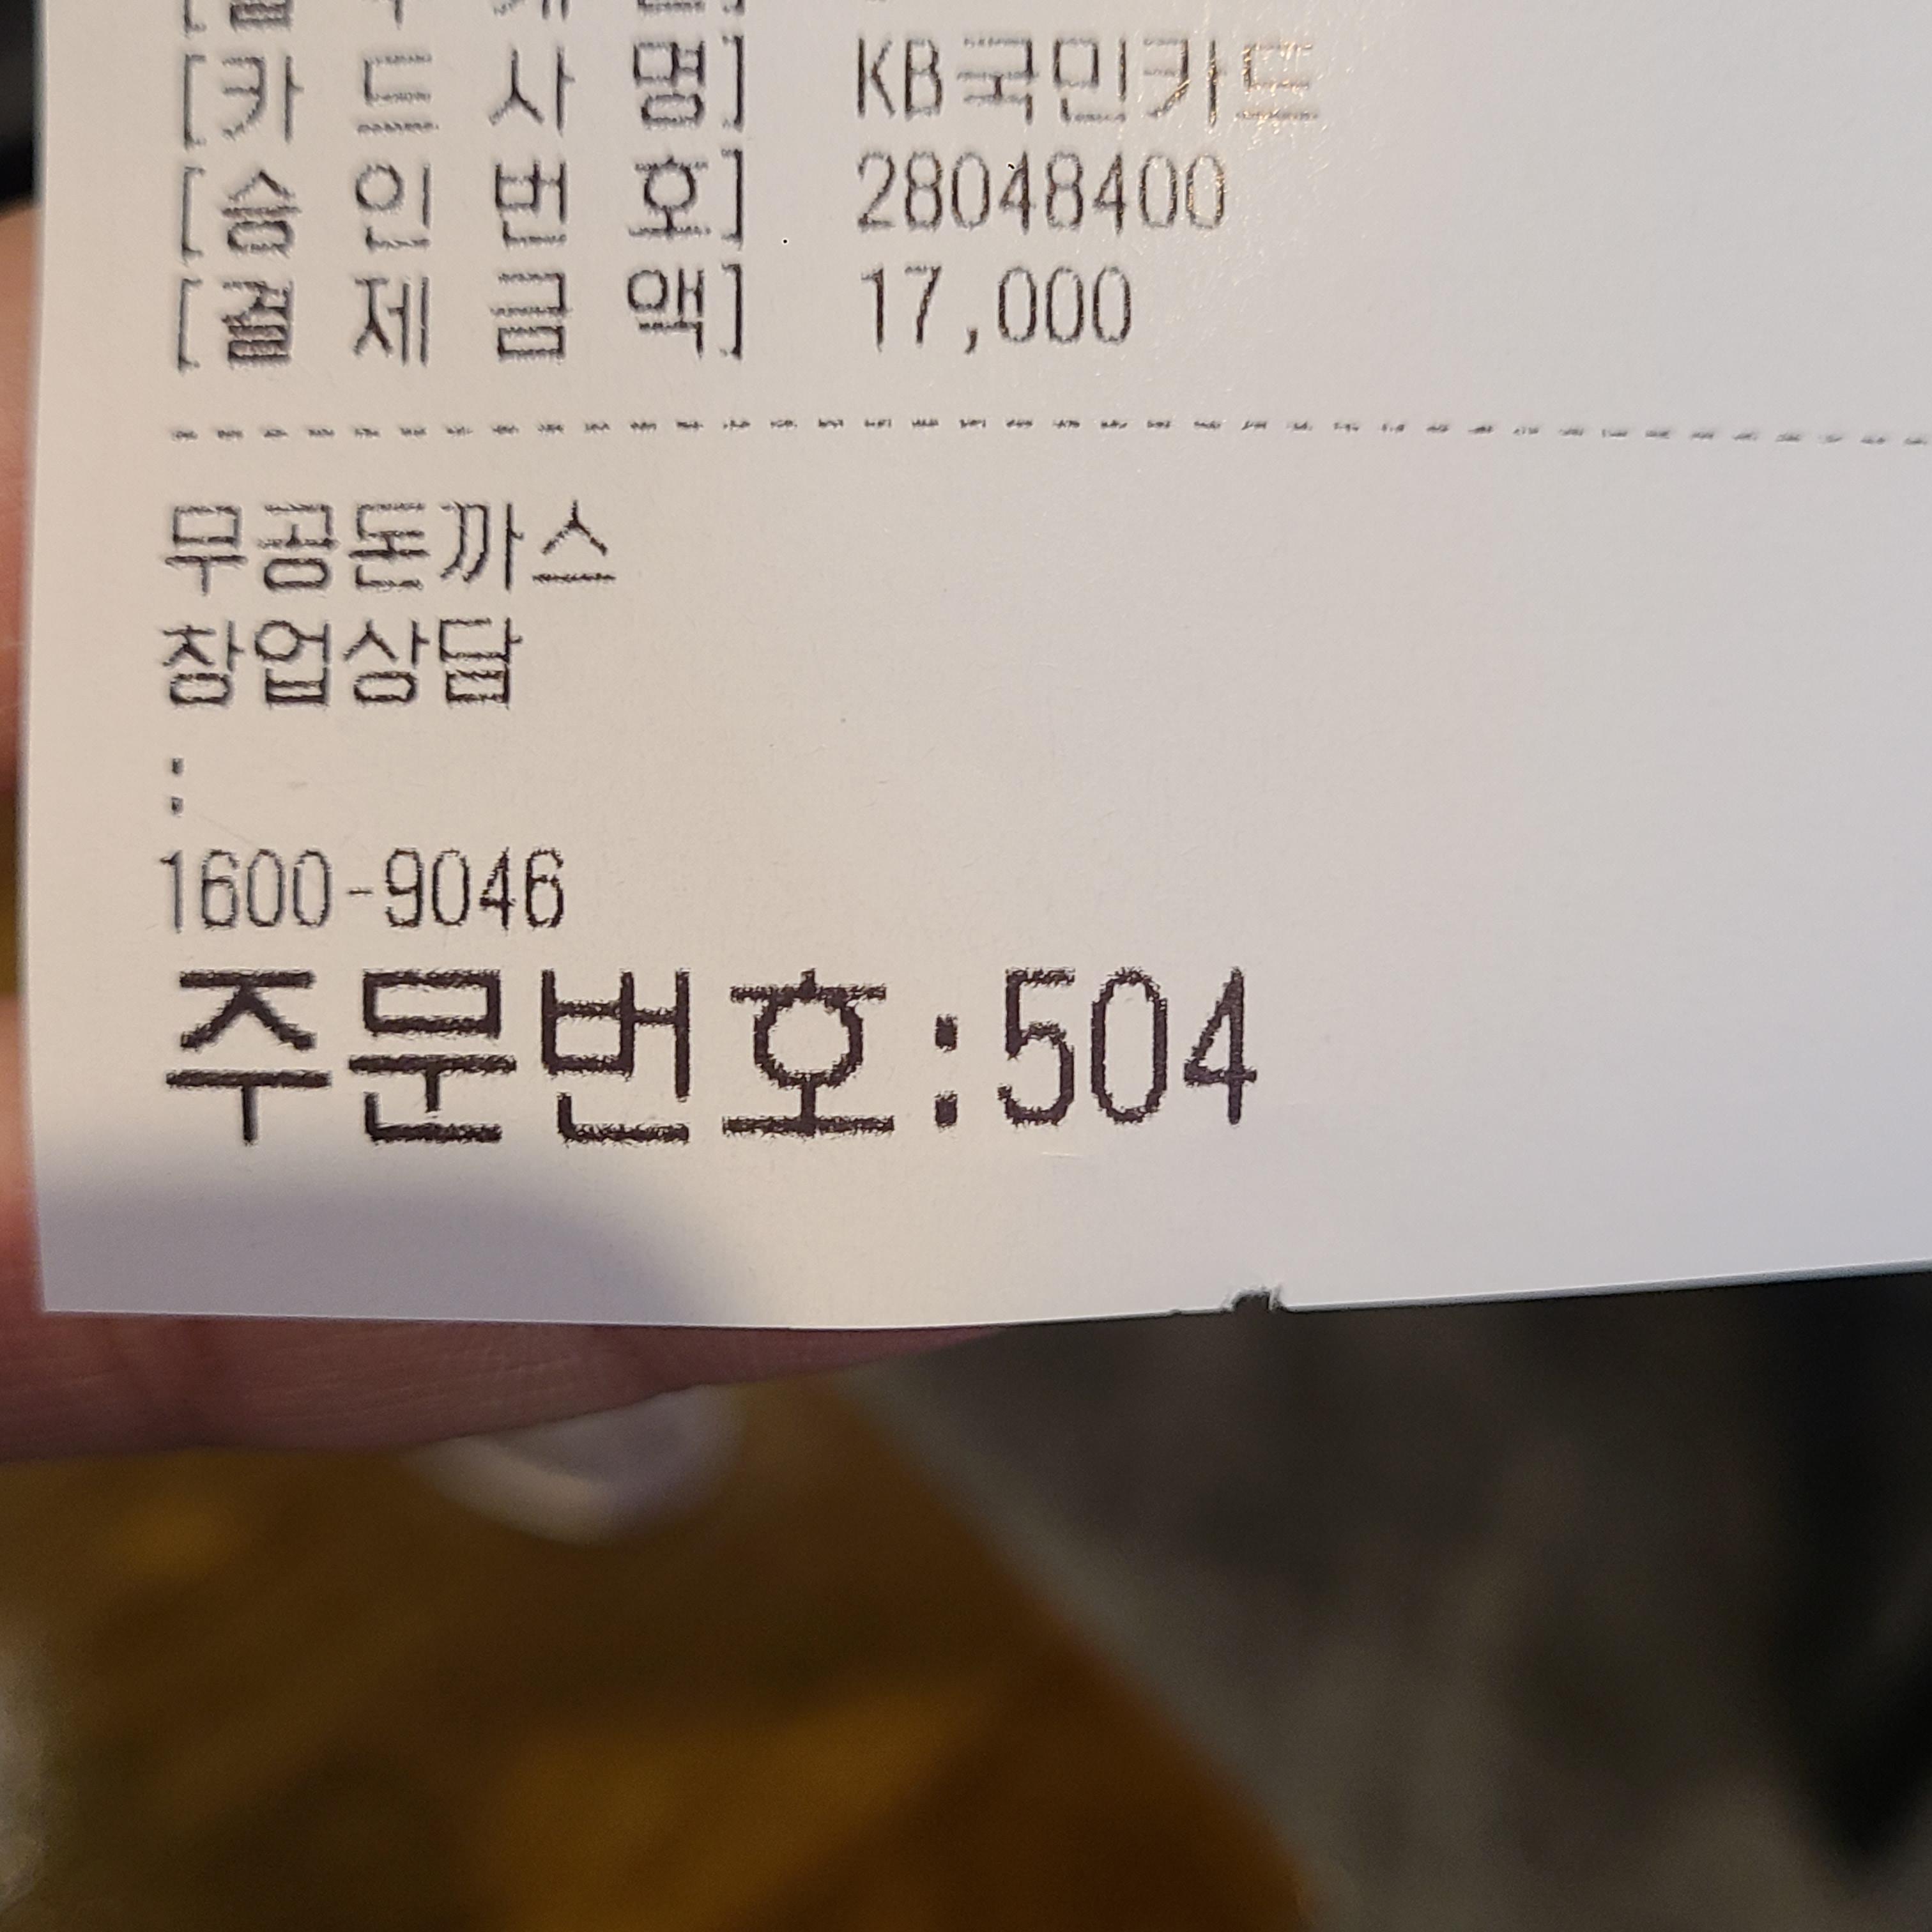 [카 드 사 명] KB국민카드
[승 인 번 호] 28048400
[결 제 금 액] 17,000
--------------------------------------
무공돈까스
창업상담
:
1600-9046
주문번호:504